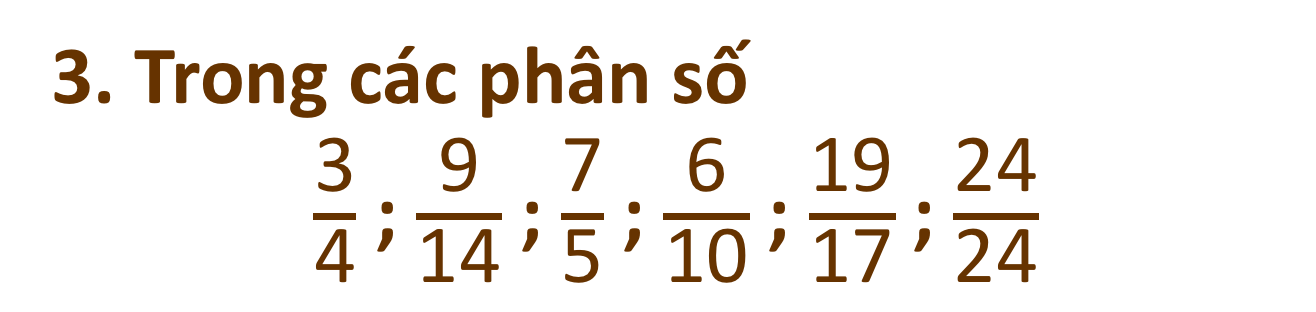 3. Trong các phân số
3/4 ; 9/14 ; 7/5 ; 6/10 ; 19/17 ; 24/24